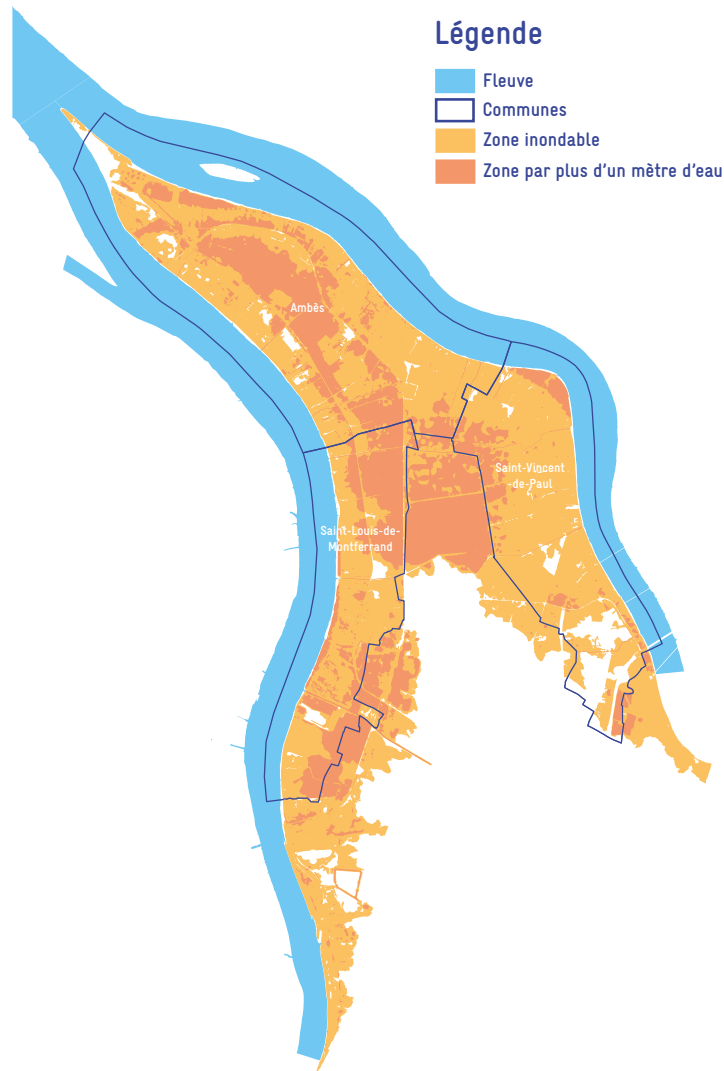 Légende
Fleuve
Communes
Zone inondable
Zone par plus d'un mètre d'eau
Ambès
Saint-Vincent
-de-Paul
Saint-Louis-de-
Montferrand